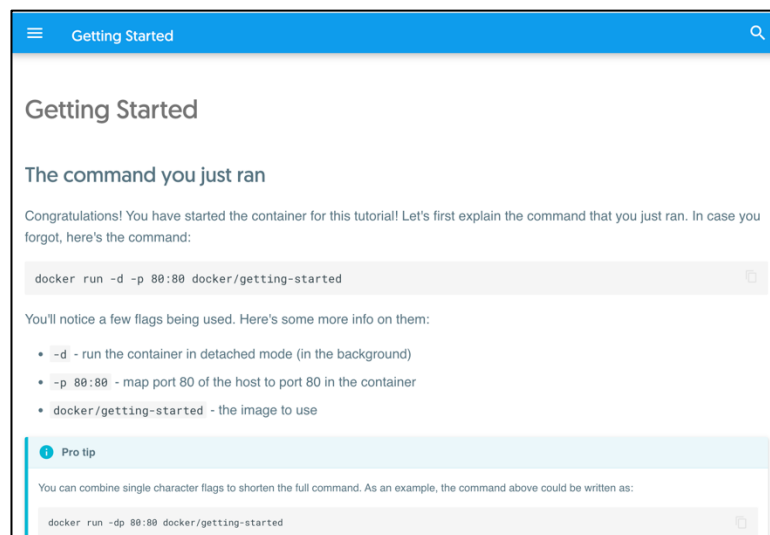 Getting Started
Getting Started
The command you just ran
Congratulations! You have started the container for this tutorial! Let's first explain the command that you just ran. In case you
forgot, here's the command:
docker run -d -p 80:80 docker/getting-started
You'll notice a few flags being used. Here's some more info on them:
• -d - run the container in detached mode (in the background)
• -p 80:80 - map port 80 of the host to port 80 in the container
• docker/getting-started - the image to use
Pro tip
You can combine single character flags to shorten the full command. As an example, the command above could be written as:
docker run -dp 80:80 docker/getting-started